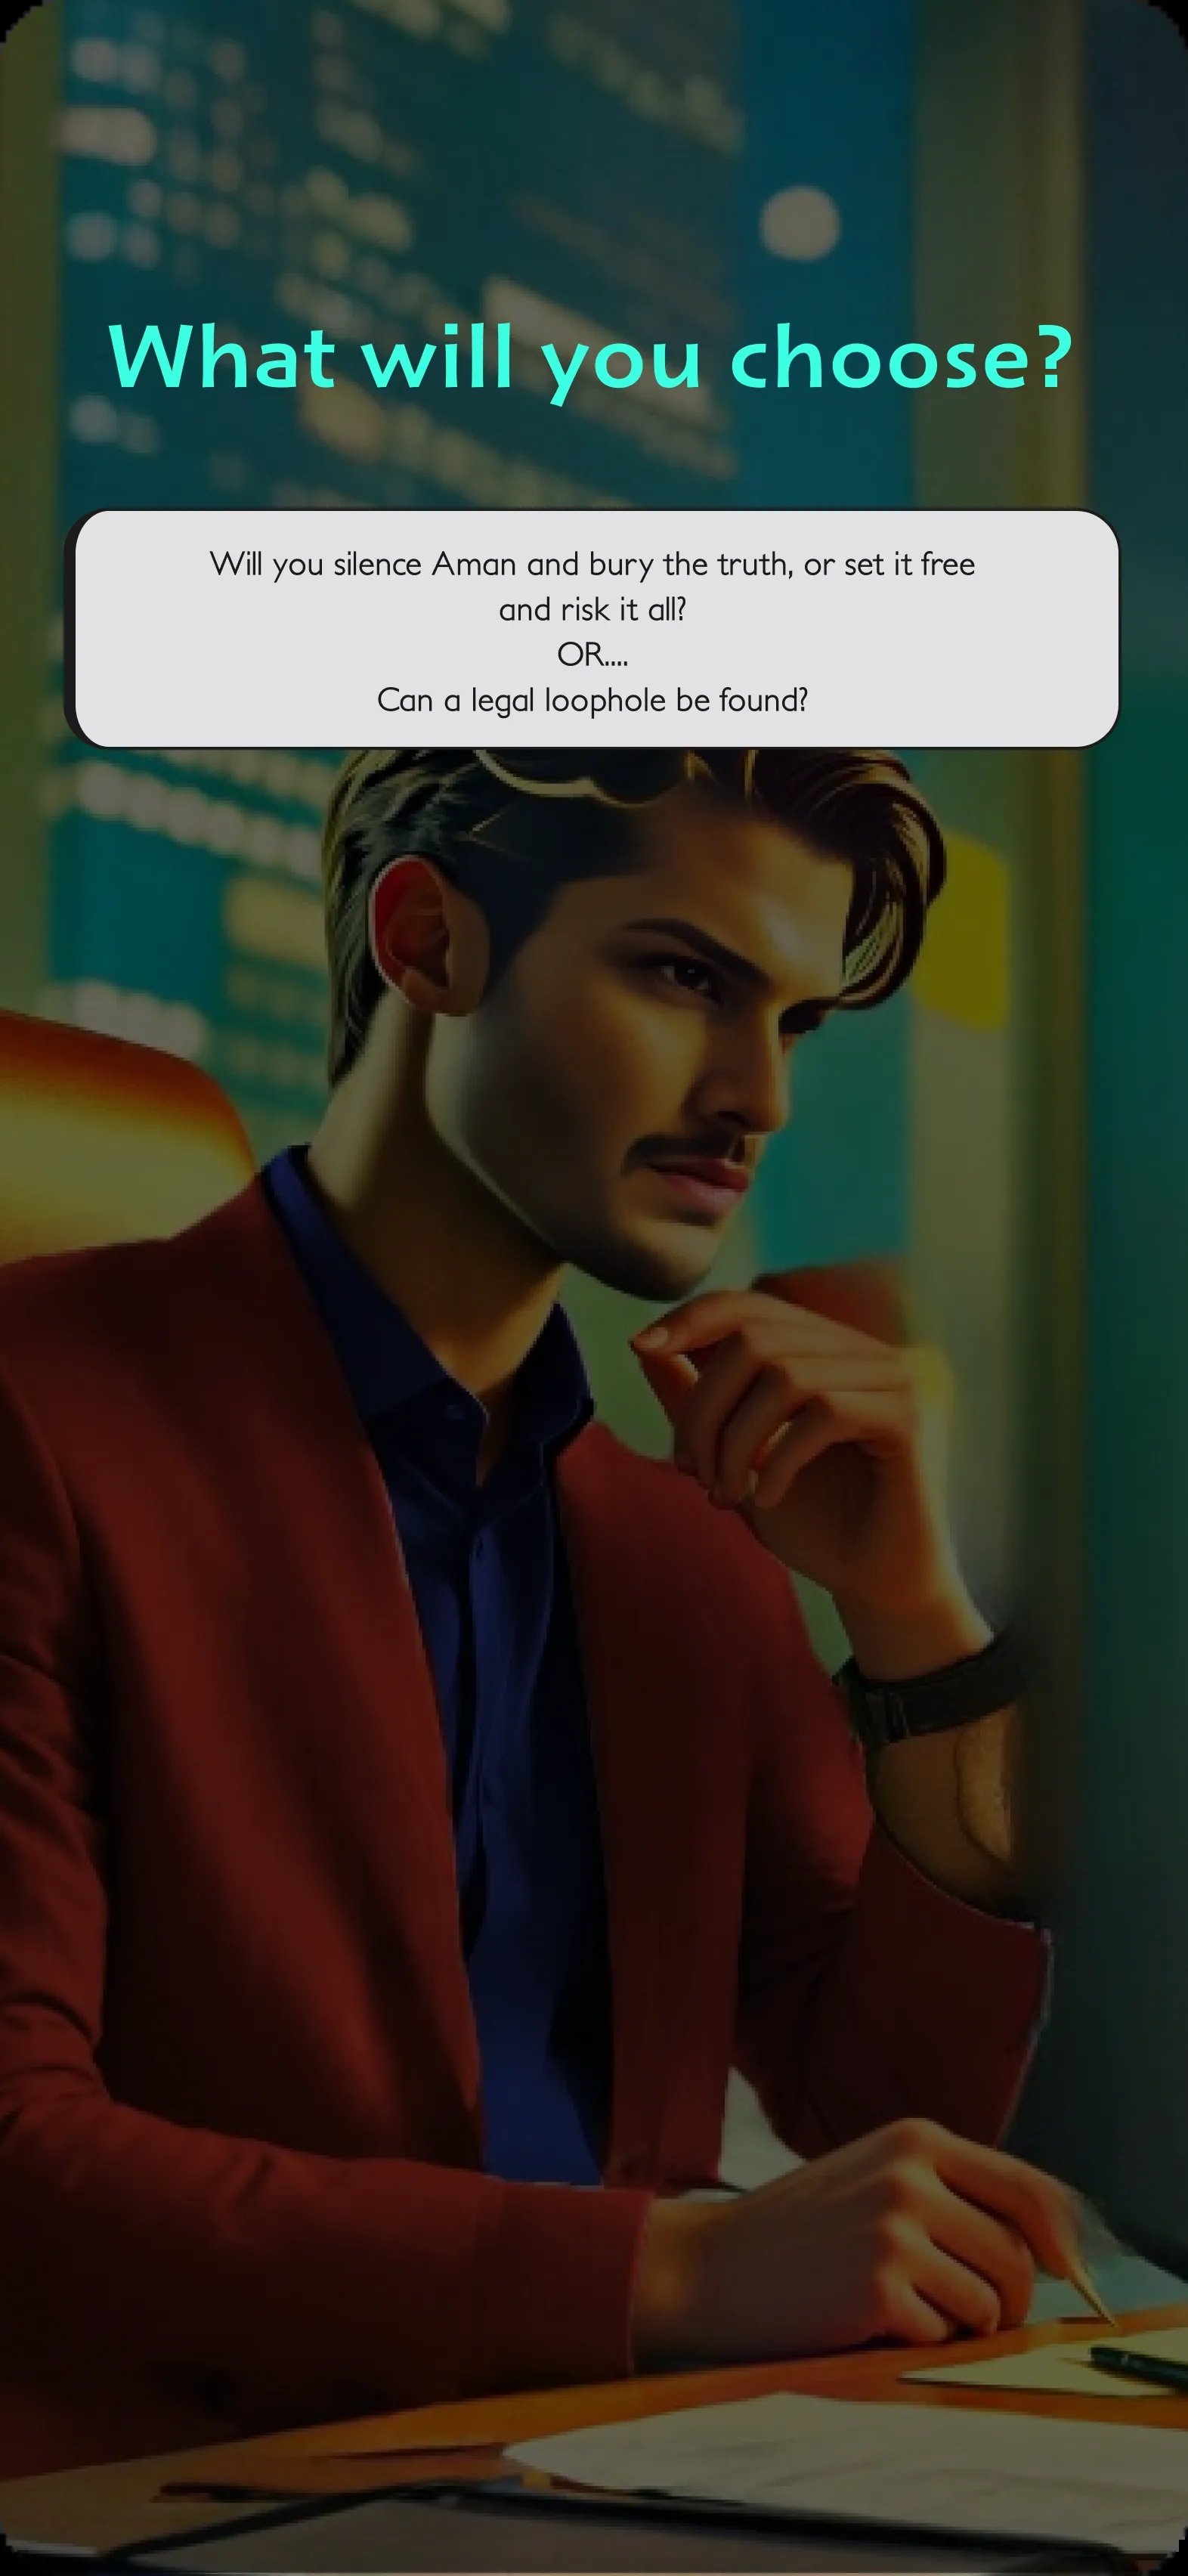 What will you choose?
Will you silence Aman and bury the truth, or set it free
and risk it all?
OR....
Can a legal loophole be found?